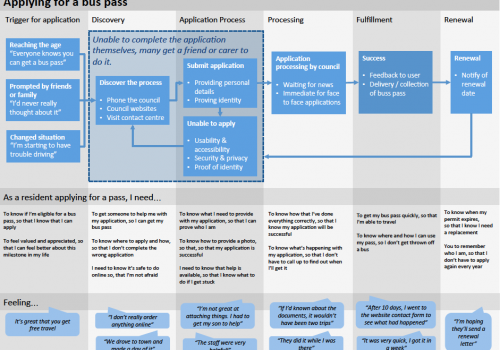 Applying for a bus pass
Trigger for application
Discovery
Application Process
Processing
Fulfillment
Renewal
Reaching the age
"Everyone knows you
can get a bus pass"
Prompted by friends
or family
"I'd never really
thought about it"
Changed situation
"I'm starting to have
trouble driving"
Unable to complete the application
themselves, many get a friend or carer to
do it.
Discover the process
• Phone the council
• Council websites
• Visit contact centre
Submit application
• Providing personal
details
• Proving identity
Unable to apply
• Usability &
accessibility
• Security & privacy
• Proof of identity
Application
processing by council
• Waiting for news
• Immediate for face
to face applications
Success
• Feedback to user
• Delivery / collection
of bus pass
Renewal
• Notify of
renewal
date
As a resident applying for a pass, I need...
To know if I'm eligible for a bus
pass, so that I know that I can
apply
To feel valued and appreciated, so
that I can feel better about this
milestone in my life
To get someone to help me with
my application, so I can get my
bus pass
To know where to apply and how,
so that I don't complete the
wrong application
I need to know it's safe to do
online so, that I'm not afraid
To know what I need to provide
with my application, so that I can
prove who I am
To know how to provide a photo,
so that, so that my application is
successful
I need to know that help is
available, so that I know what to
do if I get stuck
To know how that I've done
everything correctly, so that I
know my application will be
successful
To know what's happening with
my application, so that I don't
have to call up to find out when
I'll get it
To get my bus pass quickly, so that
I'm able to travel
To know where and how I can use
my pass, so I don't get thrown off
a bus
To know when my
permit expires,
so that I know I need
a replacement
You to remember
who I am, so that I
don't have to apply
again every year
Feeling...
It's great that you get
free travel
"I don't really order
anything online"
"We drove to town and
made a day of it"
"I'm not great at
attaching things. I had to
get my son to help"
"The staff were very
helpful"
"If I'd known about the
documents, it wouldn't
have been two trips"
"They did it while I was
there"
"After 10 days, I went to
the website contact form to
see what had happened"
"It was very quick, I got it in
a week"
"I'm hoping
they'll send a
renewal
letter"